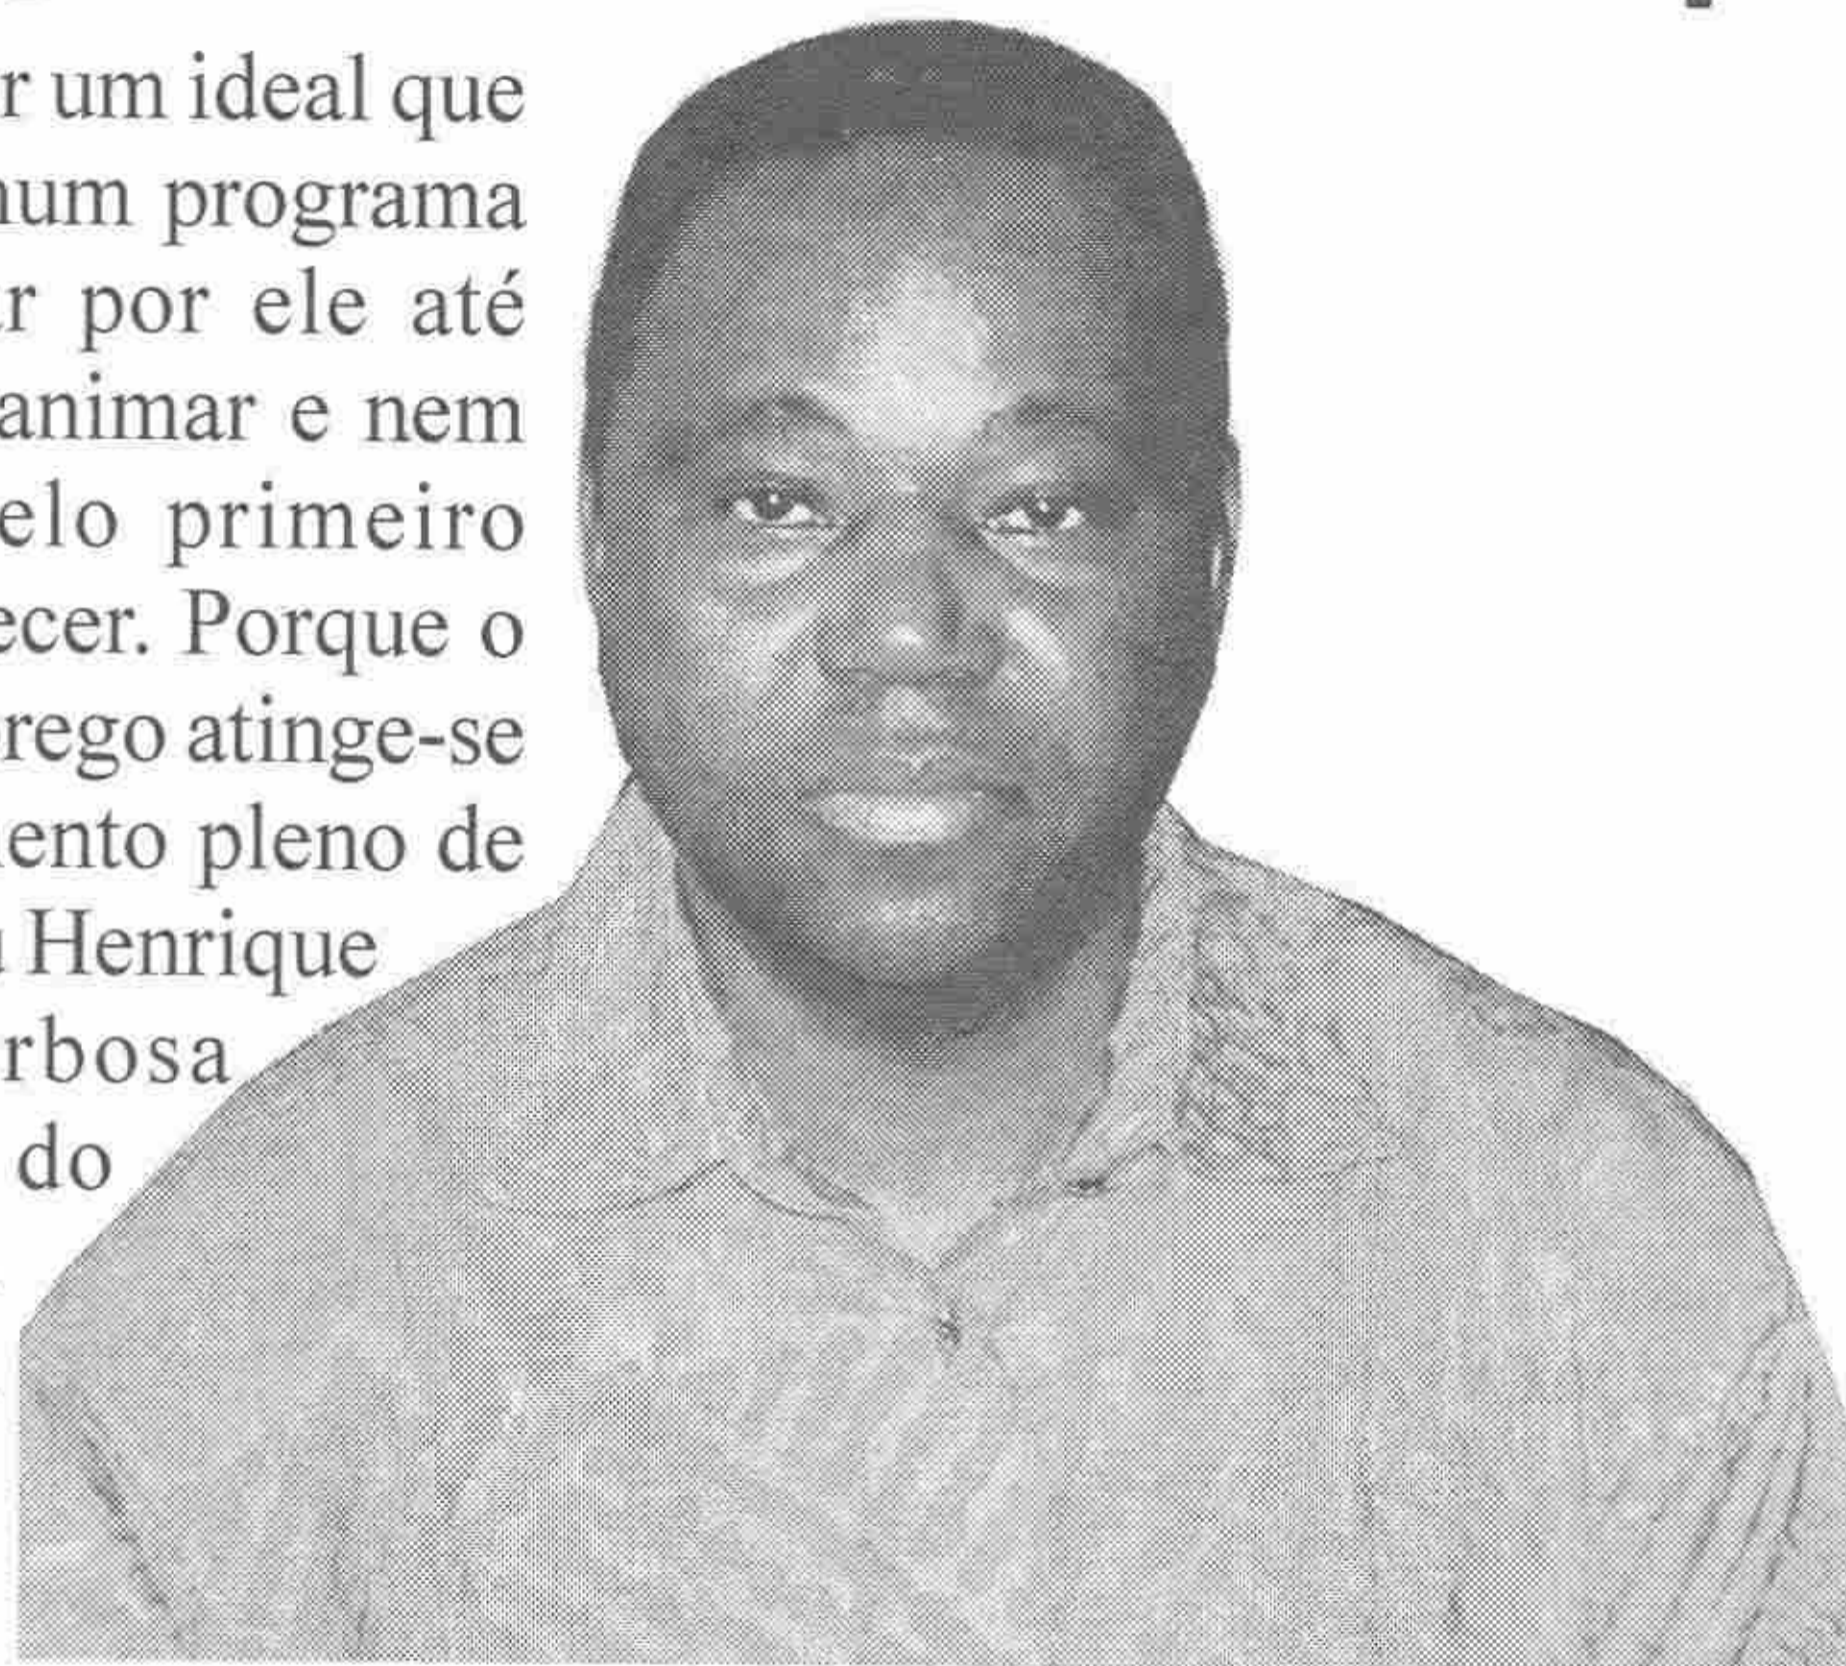 r um ideal que
num programa
ar por ele até
animar e nem
elo primeiro
ecer. Porque o
rego atinge-se
ento pleno de
Henrique
rbosa
do